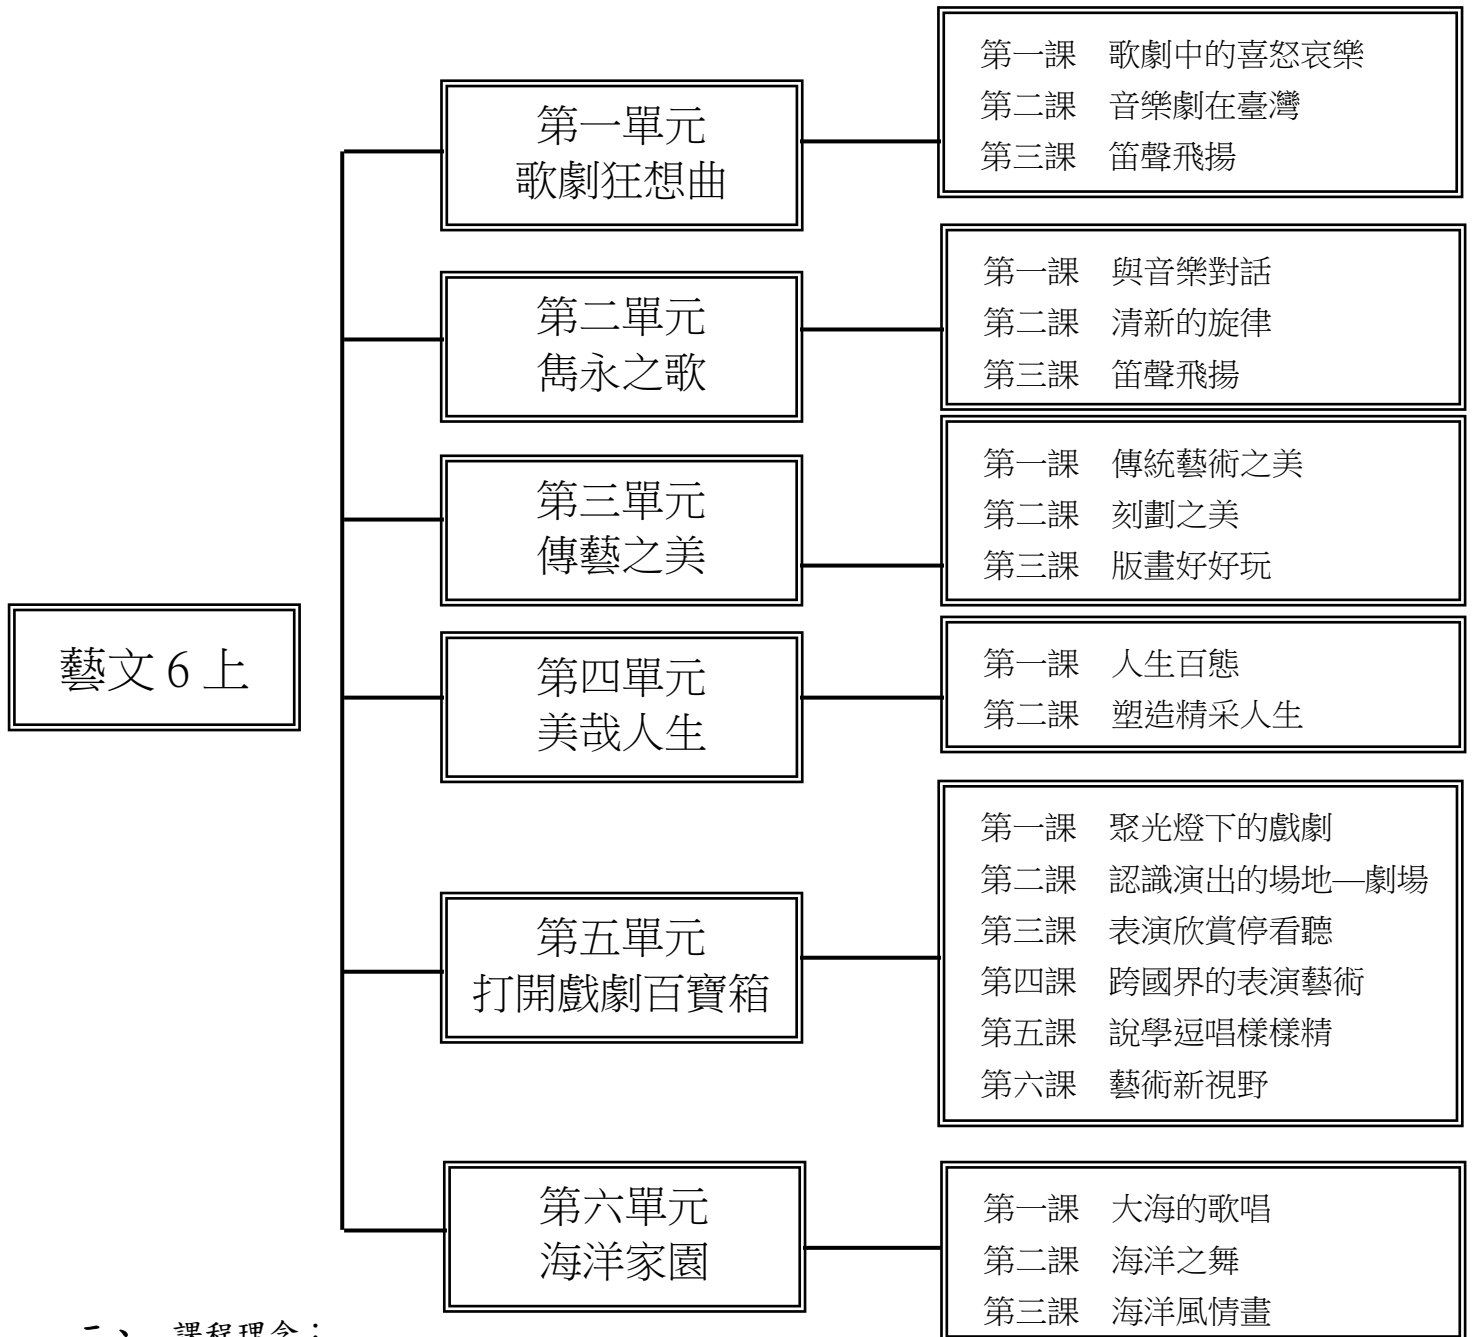 藝文6上
第一單元
歌劇狂想曲
第一課　歌劇中的喜怒哀樂
第二課　音樂劇在臺灣
第三課　笛聲飛揚
第二單元
雋永之歌
第一課　與音樂對話
第二課　清新的旋律
第三課　笛聲飛揚
第三單元
傳藝之美
第一課　傳統藝術之美
第二課　刻劃之美
第三課　版畫好好玩
第四單元
美哉人生
第一課　人生百態
第二課　塑造精采人生
第五單元
打開戲劇百寶箱
第一課　聚光燈下的戲劇
第二課　認識演出的場地—劇場
第三課　表演欣賞停看聽
第四課　跨國界的表演藝術
第五課　說學逗唱樣樣精
第六課　藝術新視野
第六單元
海洋家園
第一課　大海的歌唱
第二課　海洋之舞
第三課　海洋風情畫
二、　課程理念：